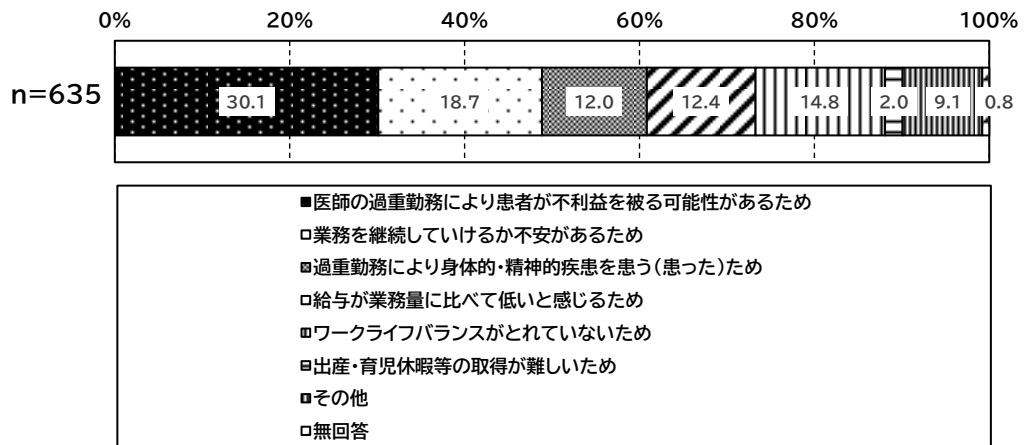 0% 20% 40% 60% 80% 100%
n=635 30.1 18.7 12.0 12.4 14.8 2.0 9.1 0.8
医師の過重勤務により患者が不利益を被る可能性があるため
業務を継続していけるか不安があるため
過重勤務により身体的・精神的疾患を患う(患った)ため
給与が業務量に比べて低いと感じるため
ワークライフバランスがとれていないため
出産・育児休暇等の取得が難しいため
その他
無回答